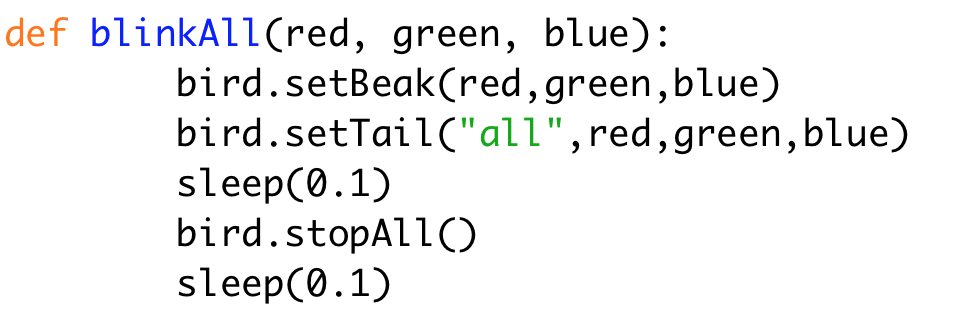 def blinkAll(red, green, blue):
        bird.setBeak(red,green,blue)
        bird.setTail("all",red,green,blue)
        sleep(0.1)
        bird.stopAll()
        sleep(0.1)